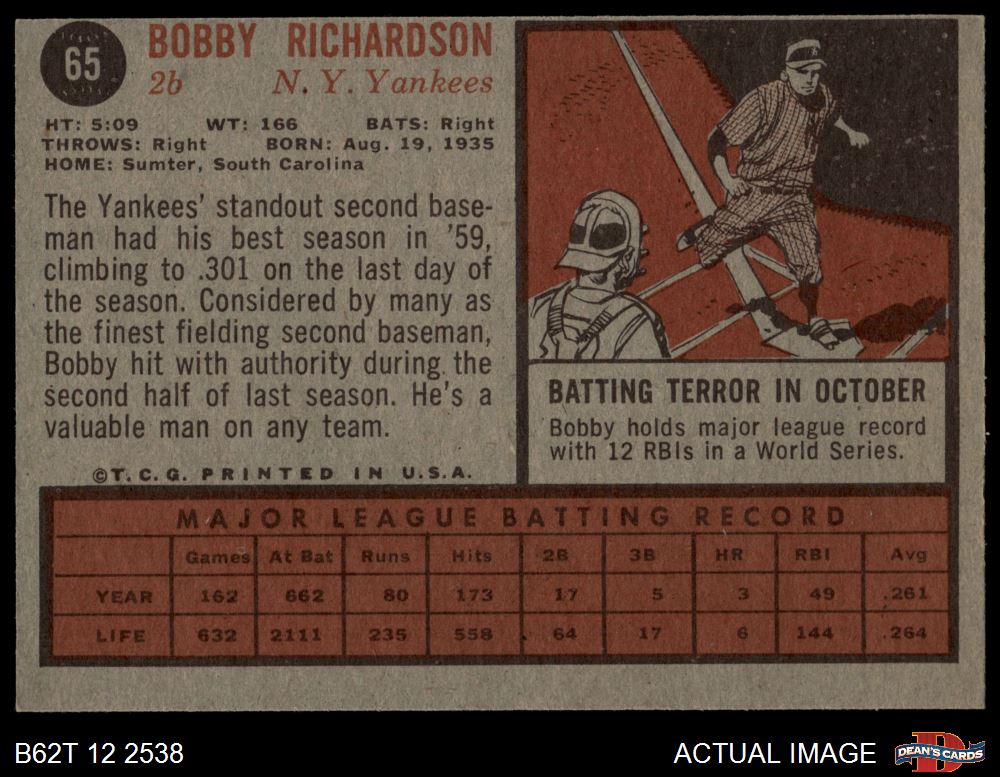 65
BOBBY RICHARDSON
2b N. Y. Yankees
HT: 5:09 WT: 166 BATS: Right
THROWS: Right BORN: Aug. 19, 1935
HOME: Sumter, South Carolina
The Yankees' standout second base-
man had his best season in '59,
climbing to .301 on the last day of
the season. Considered by many as
the finest fielding second baseman,
Bobby hit with authority during the
second half of last season. He's a
valuable man on any team.
©T.C.G. PRINTED IN U.S.A.
BATTING TERROR IN OCTOBER
Bobby holds major league record
with 12 RBIs in a World Series.
MAJOR LEAGUE BATTING RECORD
Games At Bat Runs Hits 2B 3B HR RBI Avg
YEAR 162 662 80 173 17 5 3 49 .261
LIFE 632 2111 235 558 64 17 6 144 .264
B62T 12 2538 ACTUAL IMAGE DEAN'S CARDS